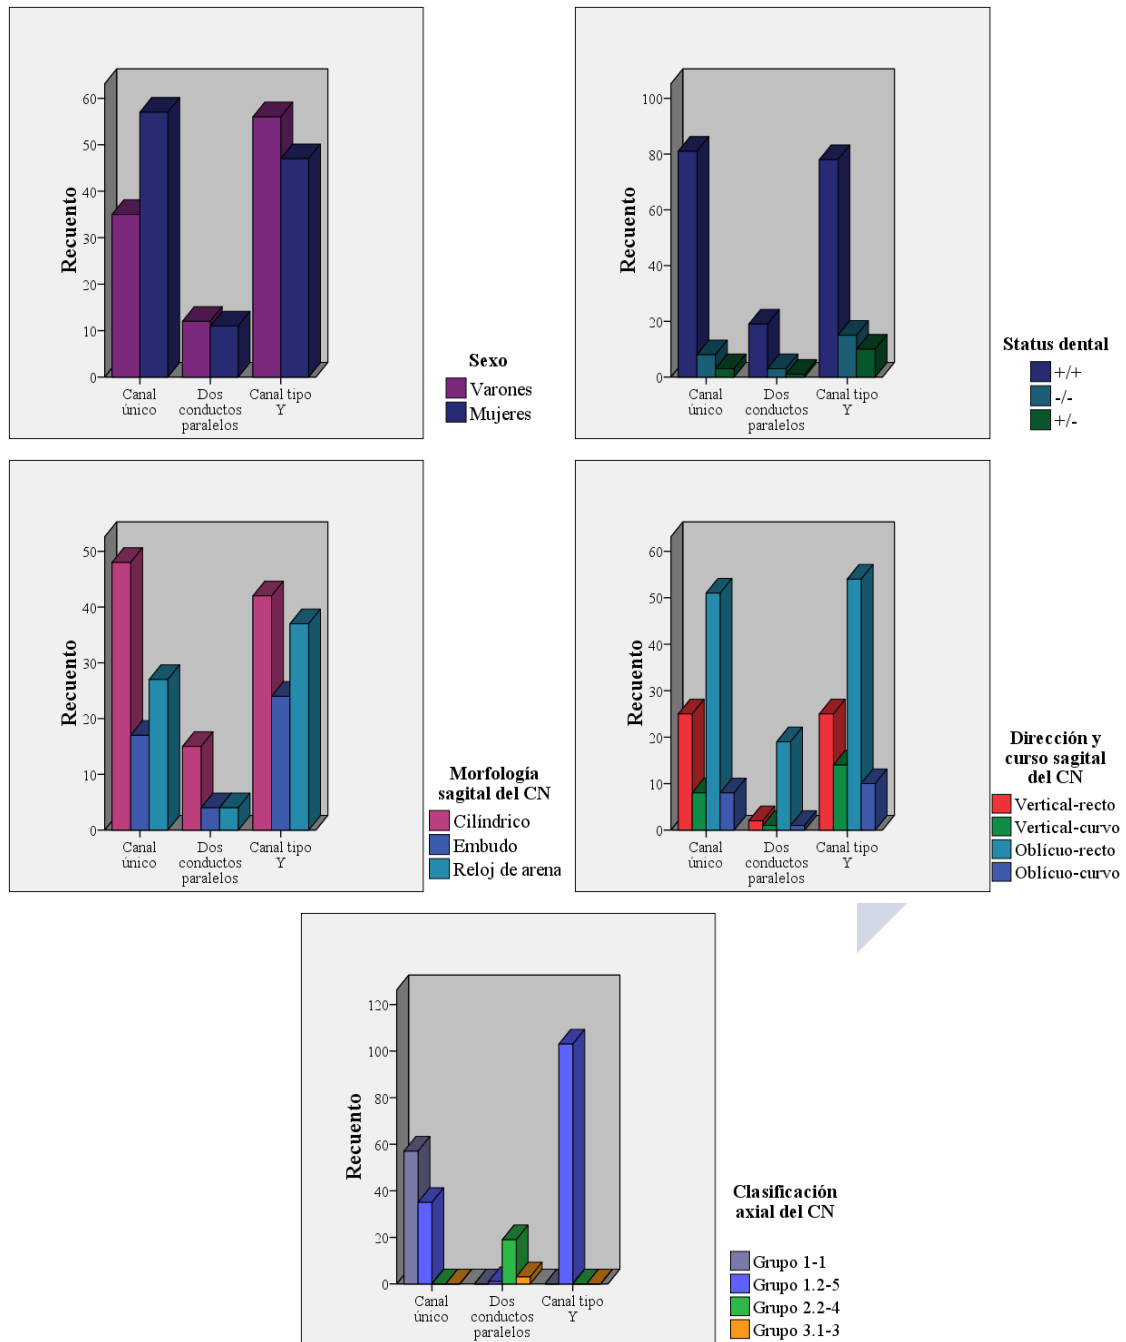 60
50
40
30
20
10
0
Recuento
Canal
único
Dos
conductos
paralelos
Canal tipo
Y
Sexo
Varones
Mujeres
100
80
60
40
20
0
Recuento
Canal
único
Dos
conductos
paralelos
Canal tipo
Y
Status dental
+/+
-/-
+/-
50
40
30
20
10
0
Recuento
Canal
único
Dos
conductos
paralelos
Canal tipo
Y
Morfología
sagital del CN
Cilíndrico
Embudo
Reloj de arena
60
50
40
30
20
10
0
Recuento
Canal
único
Dos
conductos
paralelos
Canal tipo
Y
Dirección y
curso sagital
del CN
Vertical-recto
Vertical-curvo
Oblícuo-recto
Oblícuo-curvo
120
100
80
60
40
20
0
Recuento
Canal
único
Dos
conductos
paralelos
Canal tipo
Y
Clasificación
axial del CN
Grupo 1-1
Grupo 1.2-5
Grupo 2.2-4
Grupo 3.1-3